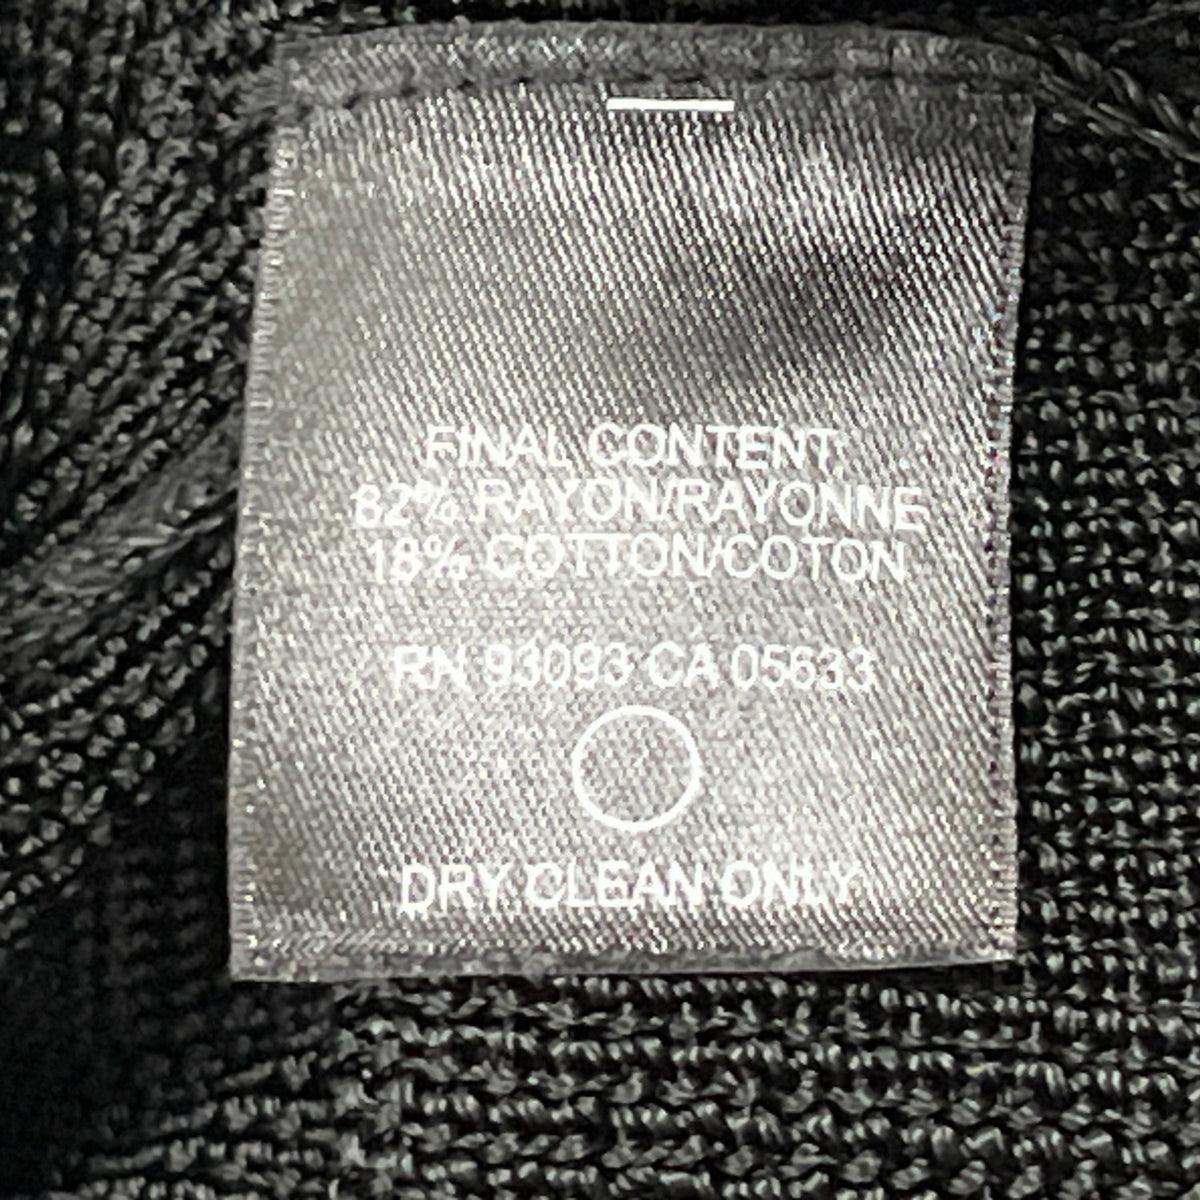 FINAL CONTENT:
82% RAYON/RAYONNE
18% COTTON/COTON
RN 93093 CA 05633
DRY CLEAN ONLY